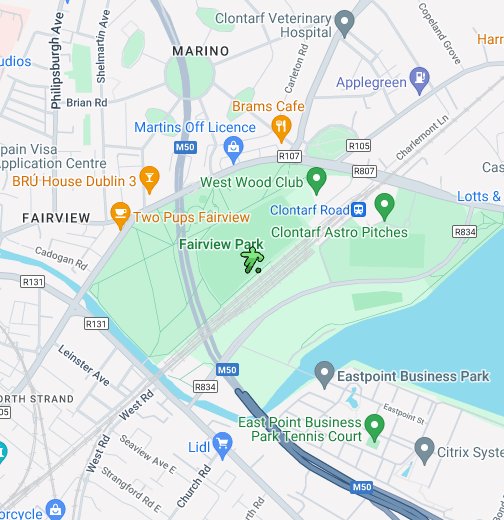 Clontarf Veterinary
Hospital
Copeland Grove
MARINO
Philipsburgh Ave
Shelmartin Ave
udios
Carleton Rd
Applegreen
Harr
Brian Rd
Brams Cafe
Martins Off Licence
M50
R107
R105
Charlemont Ln
pain Visa
Application Centre
R807
BRÚ House Dublin 3
West Wood Club
Cas
Lotts &
Clontarf Road
FAIRVIEW
Two Pups Fairview
Clontarf Astro Pitches
R834
Fairview Park
Cadogan Rd
R131
R131
Leinster Ave
M50
R834
Eastpoint Business Park
ORTH STRAND
05
West Rd
Eastpoint St
East Point Business
Park Tennis Court
West Rd
Seaview Ave E
Lidl
Citrix Syste
Church Rd
Strangford Rd E
M50
torcycle
rth Rd